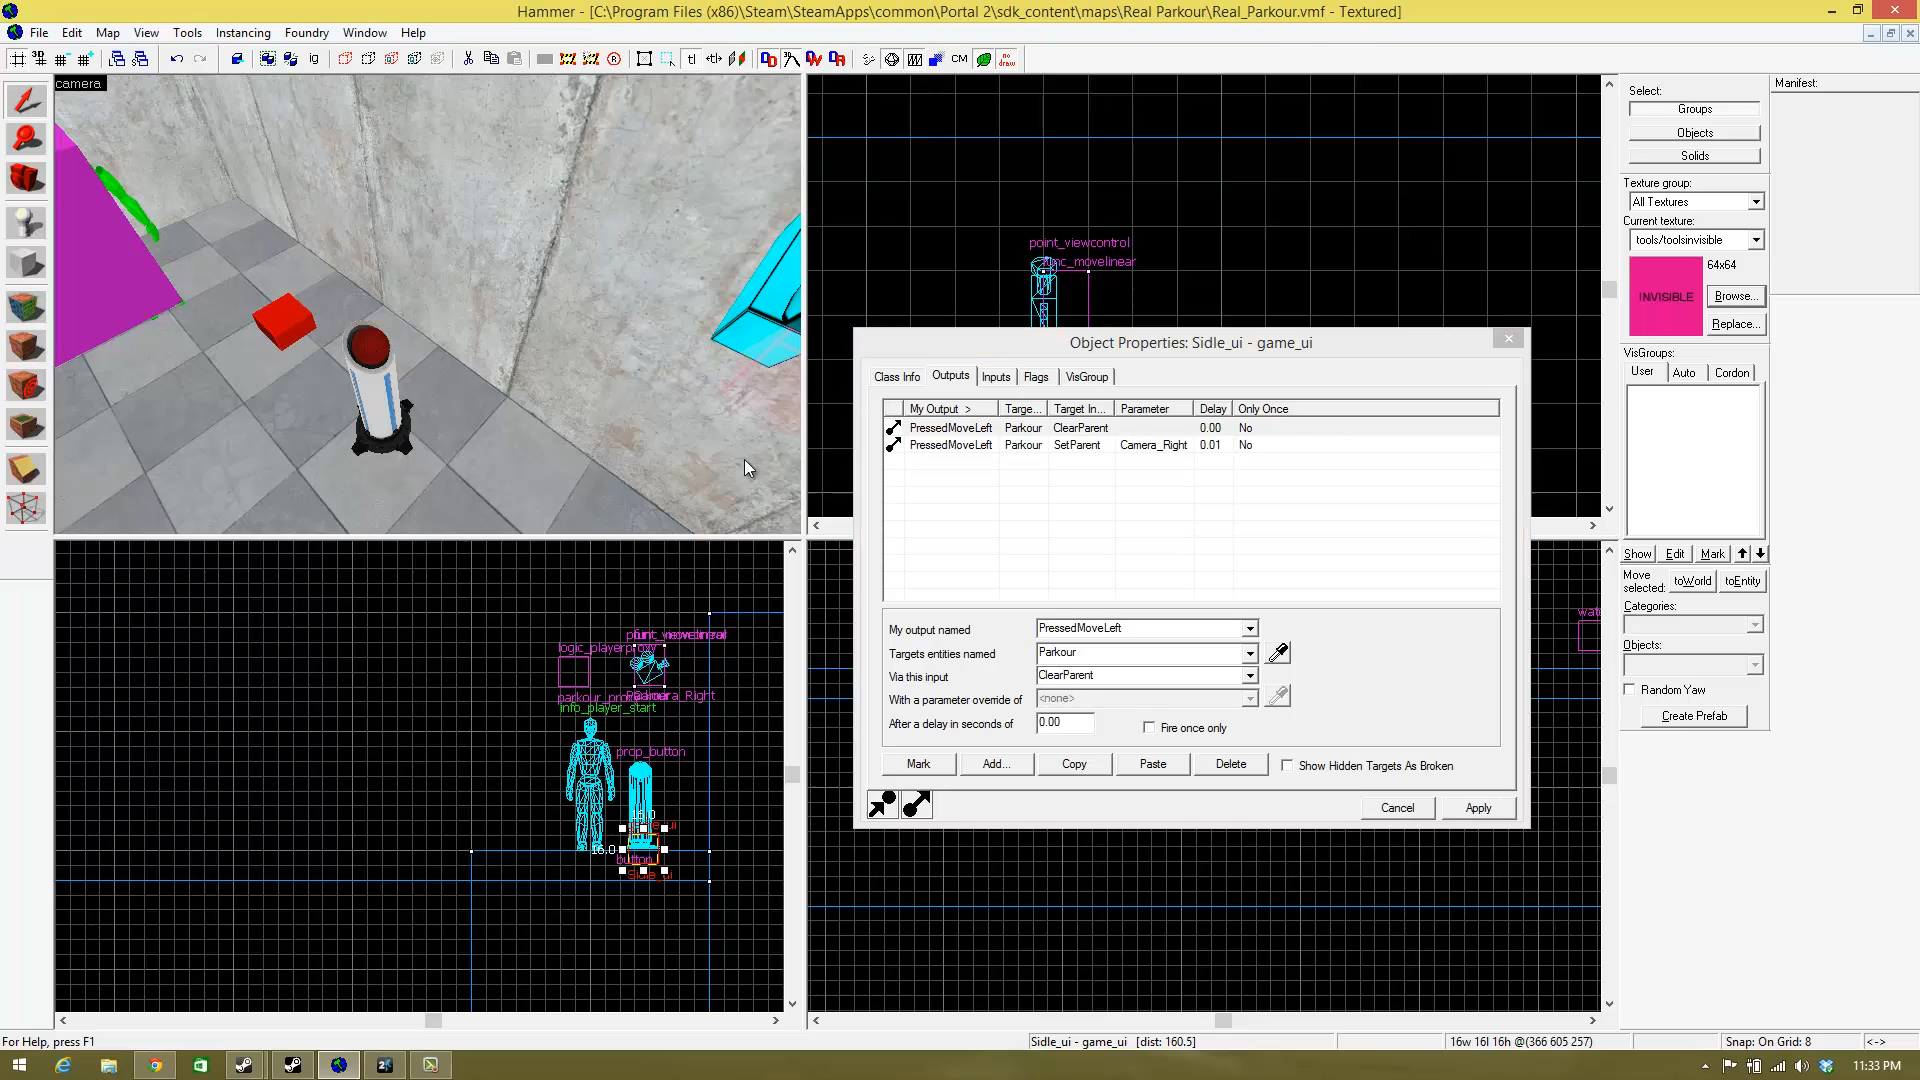 Hammer - [C:\Program Files (x86)\Steam\SteamApps\common\Portal 2\sdk_content\maps\Real Parkour\Real_Parkour.vmf - Textured]
File Edit Map View Tools Instancing Foundry Window Help
camera
point_viewcontrol
func_movelinear
Object Properties: Sidle_ui - game_ui
Class Info Outputs Inputs Flags VisGroup
My Output > Targe... Target In... Parameter Delay Only Once
PressedMoveLeft Parkour ClearParent 0.00 No
PressedMoveLeft Parkour SetParent Camera_Right 0.01 No
My output named PressedMoveLeft
Targets entities named Parkour
Via this input ClearParent
With a parameter override of <none>
After a delay in seconds of 0.00 Fire once only
Mark Add... Copy Paste Delete Show Hidden Targets As Broken
Cancel Apply
logic_playerproxy
info_player_start
prop_button
16.0
16.0
button
Sidle_ui
Select:
Groups
Objects
Solids
Texture group:
All Textures
Current texture:
tools/toolsinvisible
INVISIBLE
64x64
Browse...
Replace...
VisGroups:
User Auto Cordon
Show Edit Mark
Move selected: toWorld toEntity
Categories:
Objects:
Random Yaw
Create Prefab
Manifest:
For Help, press F1
Sidle_ui - game_ui [dist: 160.5]
16w 16l 16h @(366 605 257)
Snap: On Grid: 8
<->
11:33 PM